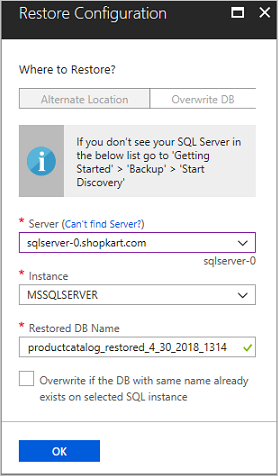 Restore Configuration
Where to Restore?
Alternate Location
Overwrite DB
If you don't see your SQL Server in
the below list go to 'Getting
Started' > 'Backup' > 'Start
Discovery'
* Server (Can't find Server?)
sqlserver-0.shopkart.com
sqlserver-0
* Instance
MSSQLSERVER
* Restored DB Name
productcatalog_restored_4_30_2018_1314
Overwrite if the DB with same name already
exists on selected SQL instance
OK